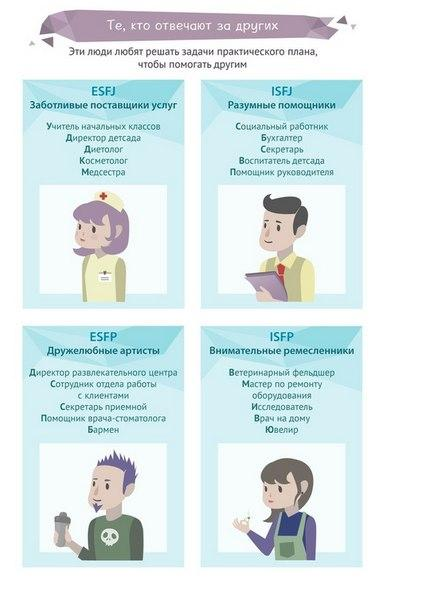 Те, кто отвечают за других
Эти люди любят решать задачи практического плана,
чтобы помогать другим
ESFJ
Заботливые поставщики услуг
Учитель начальных классов
Директор детсада
Диетолог
Косметолог
Медсестра
ISFJ
Разумные помощники
Социальный работник
Бухгалтер
Секретарь
Воспитатель детсада
Помощник руководителя
ESFP
Дружелюбные артисты
Директор развлекательного центра
Сотрудник отдела работы
с клиентами
Секретарь приемной
Помощник врача-стоматолога
Бармен
ISFP
Внимательные ремесленники
Ветеринарный фельдшер
Мастер по ремонту
оборудования
Исследователь
Врач на дому
Ювелир